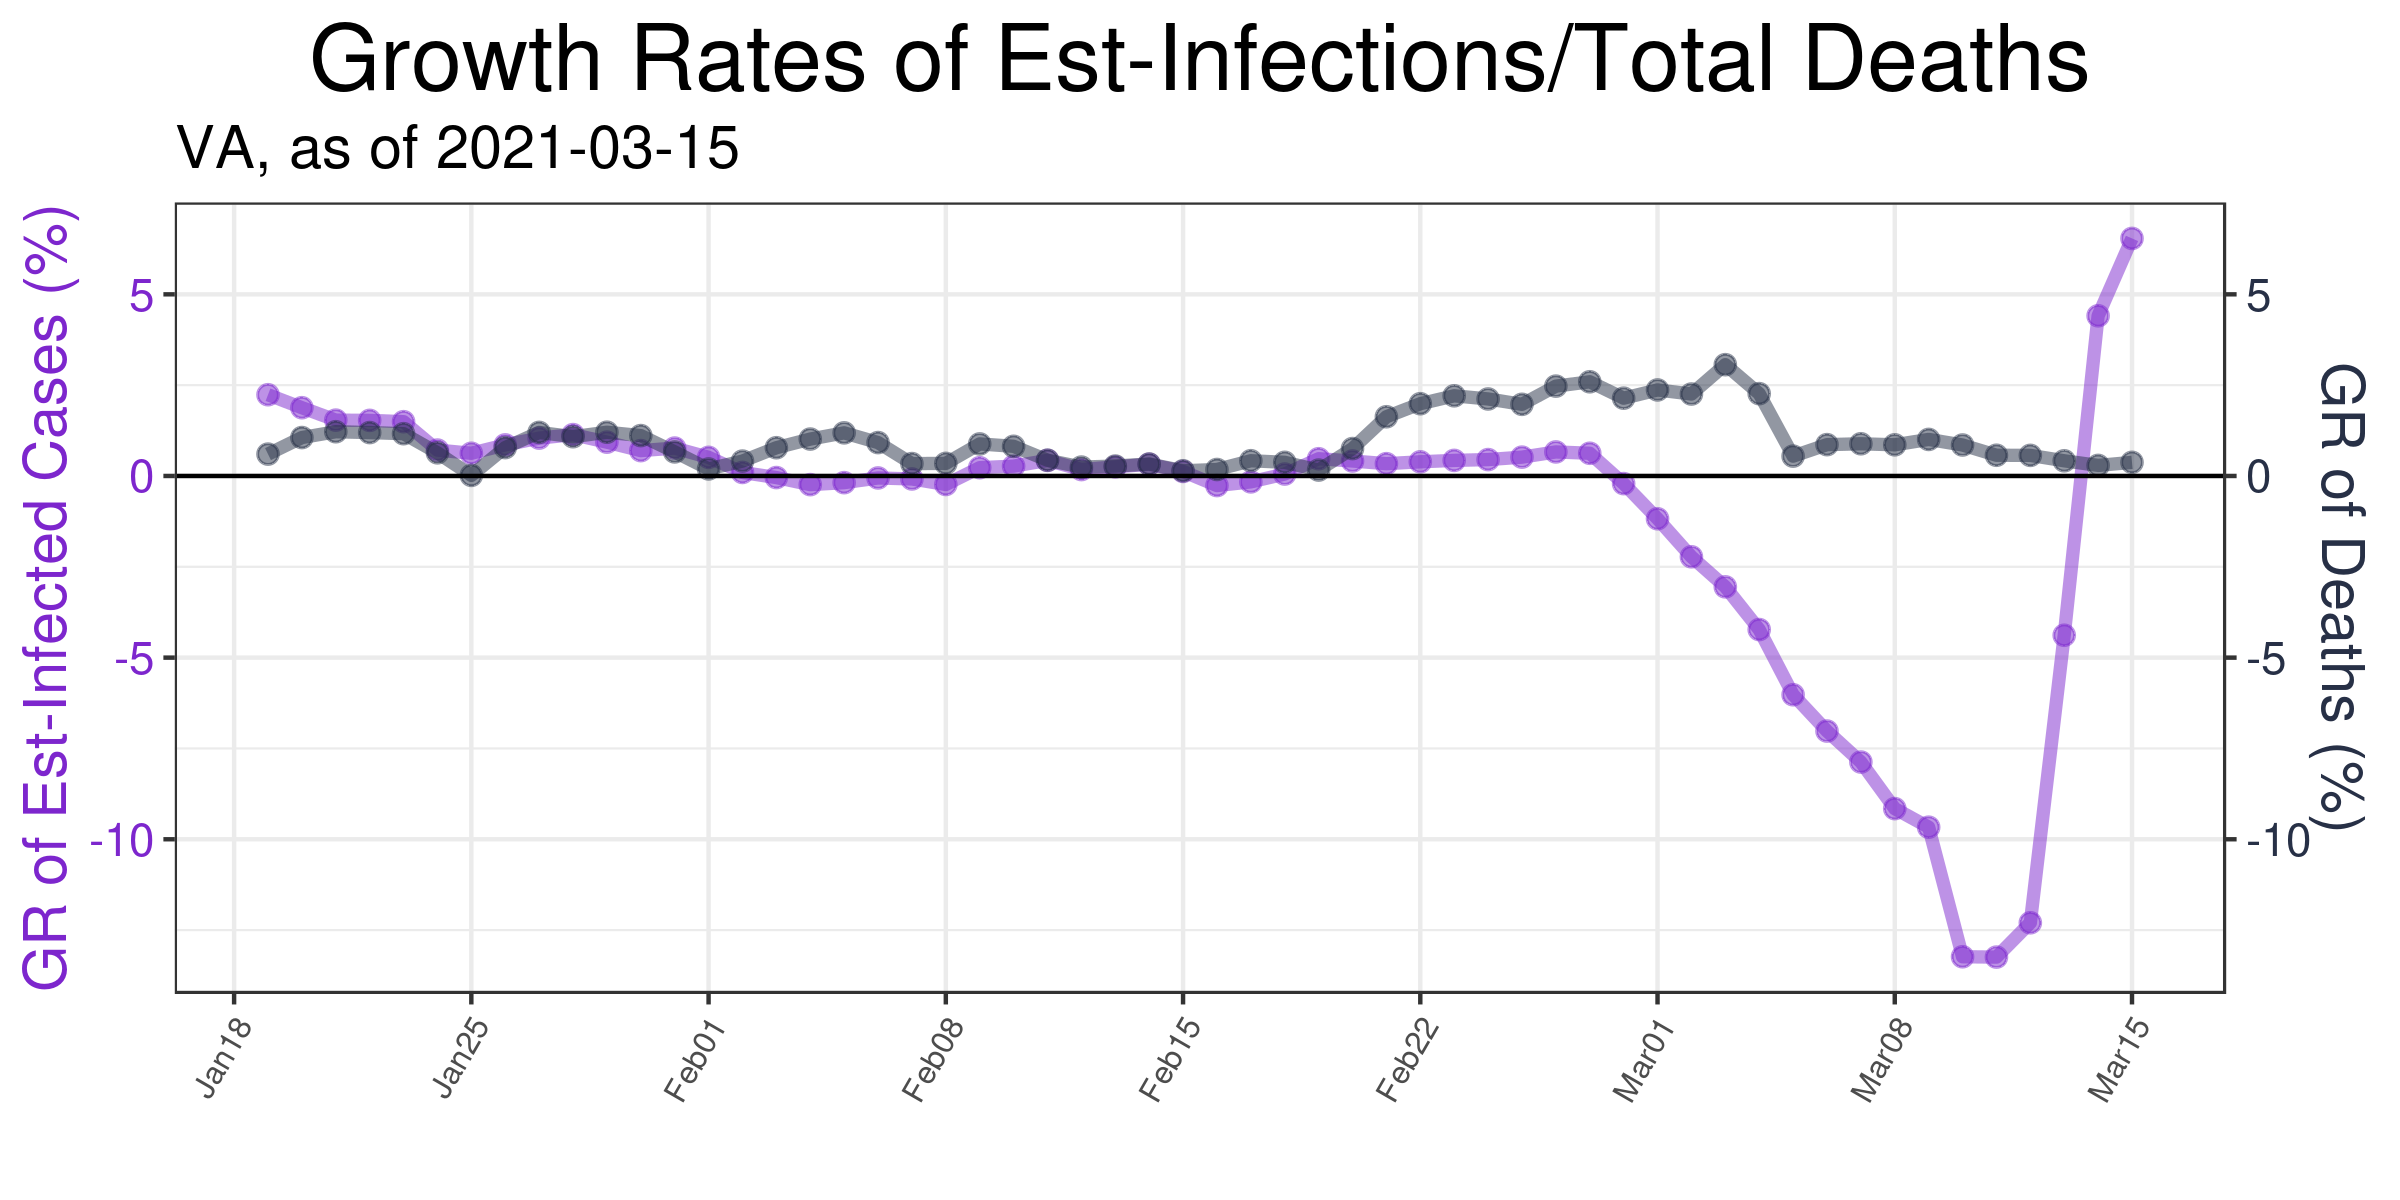 Growth Rates of Est-Infections/Total Deaths
VA, as of 2021-03-15
GR of Est-Infected Cases (%)
5
0
-5
-10
5
0
-5
-10
GR of Deaths (%)
Jan18
Jan25
Feb01
Feb08
Feb15
Feb22
Mar01
Mar08
Mar15